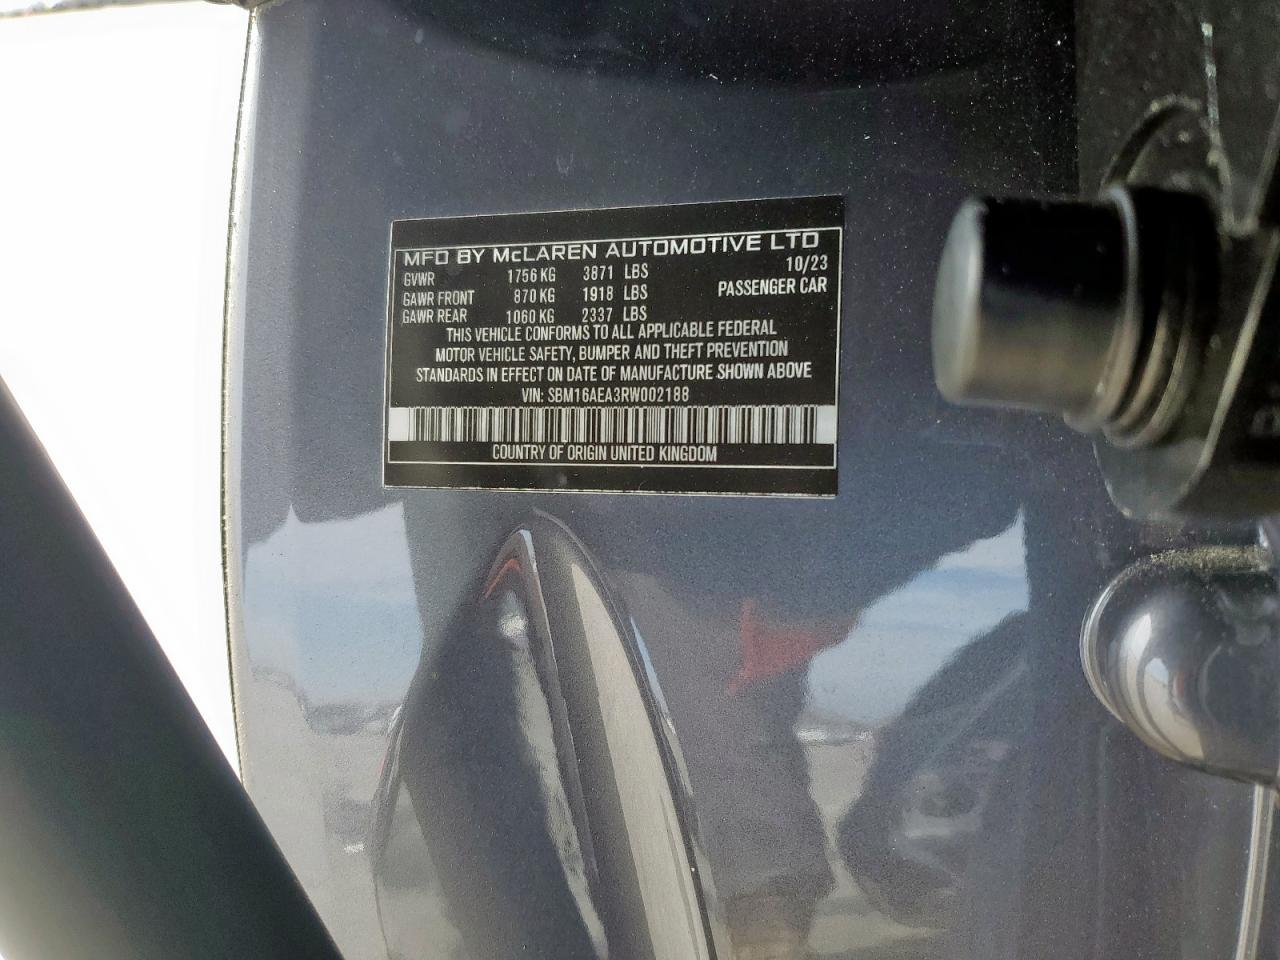 MFD BY McLAREN AUTOMOTIVE LTD
GVWR 1756 KG 3871 LBS 10/23
GAWR FRONT 870 KG 1918 LBS PASSENGER CAR
GAWR REAR 1060 KG 2337 LBS
THIS VEHICLE CONFORMS TO ALL APPLICABLE FEDERAL
MOTOR VEHICLE SAFETY, BUMPER AND THEFT PREVENTION
STANDARDS IN EFFECT ON DATE OF MANUFACTURE SHOWN ABOVE
VIN: SBM16AEA3RW002188
COUNTRY OF ORIGIN UNITED KINGDOM